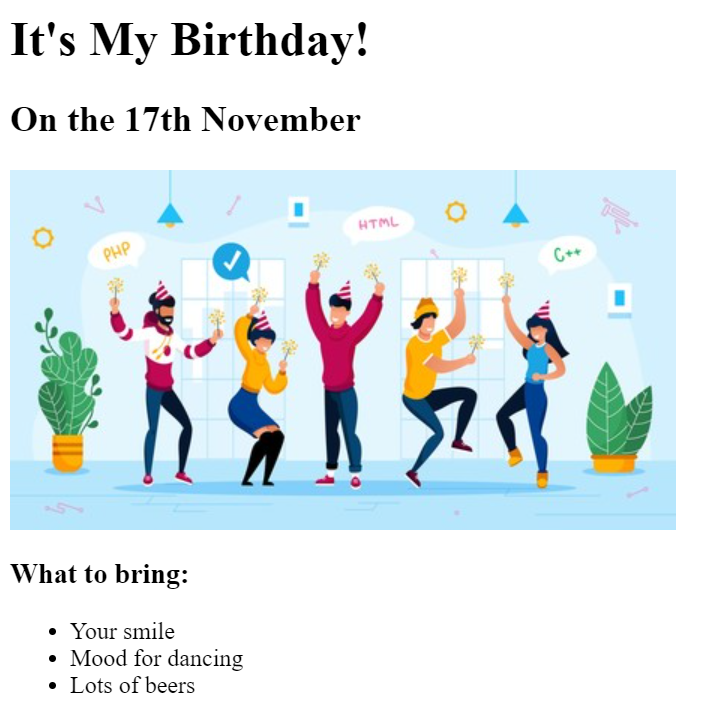 It's My Birthday!
On the 17th November
PHP
HTML
C++
What to bring:
Your smile
Mood for dancing
Lots of beers